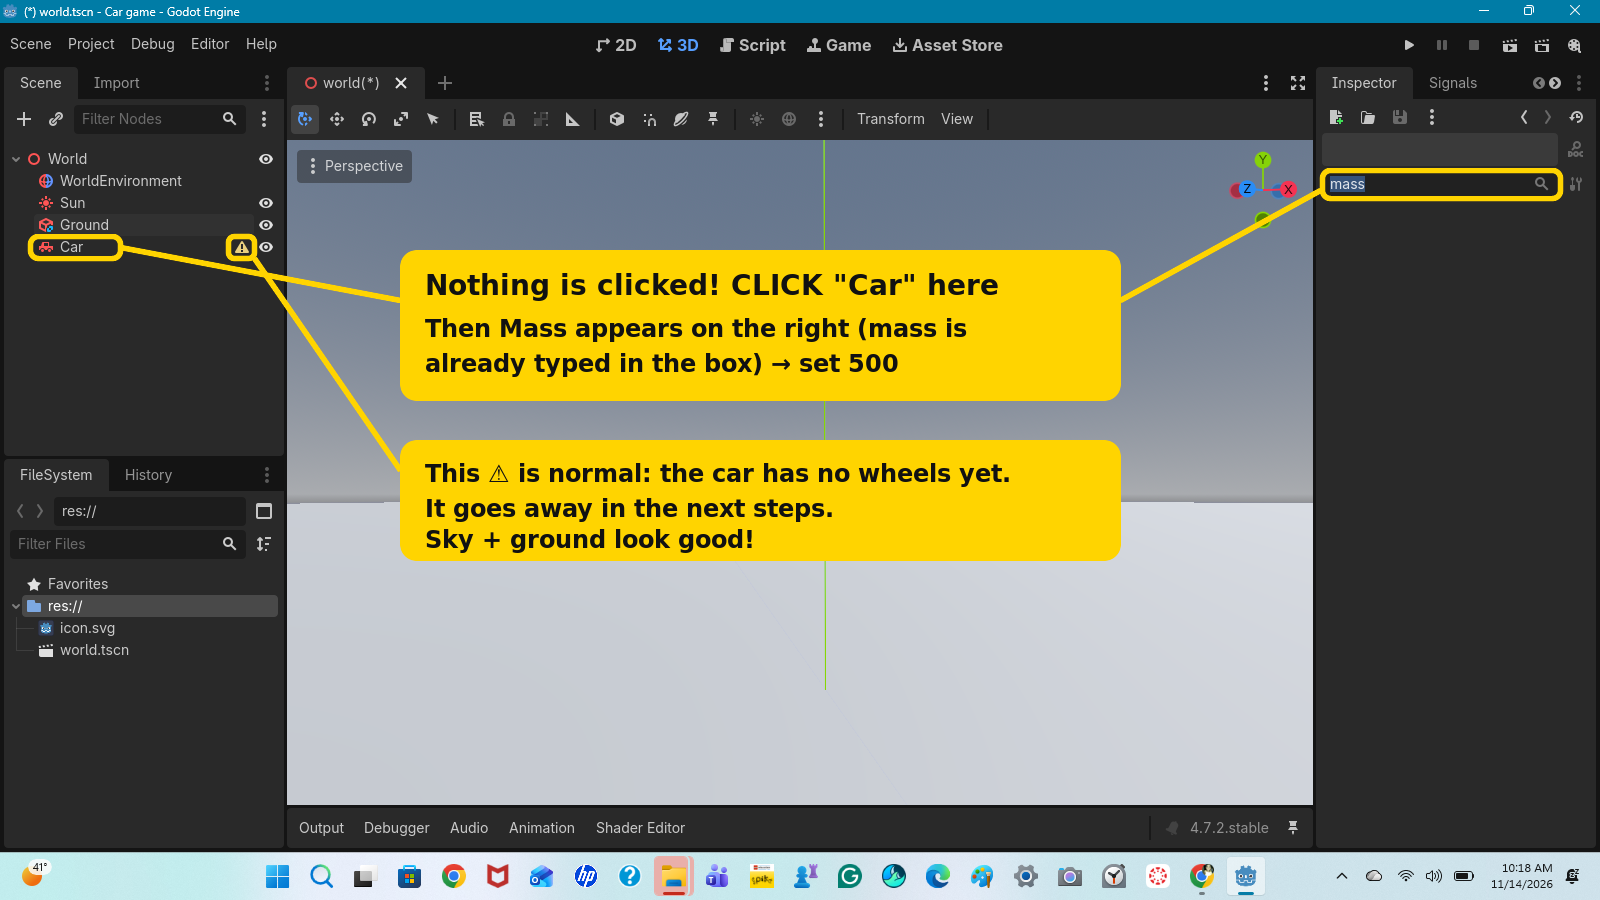 (*) world.tscn - Car game - Godot Engine
Scene Project Debug Editor Help
2D 3D Script Game Asset Store
Scene Import
world(*)
Inspector Signals
Filter Nodes
Transform View
DOC
World
WorldEnvironment
Sun
Ground
Car
Perspective
Y
Z X
mass
Nothing is clicked! CLICK "Car" here
Then Mass appears on the right (mass is
already typed in the box) → set 500
This ⚠ is normal: the car has no wheels yet.
It goes away in the next steps.
Sky + ground look good!
FileSystem History
res://
Filter Files
Favorites
res://
icon.svg
world.tscn
Output Debugger Audio Animation Shader Editor
4.7.2.stable
41°
10:18 AM
11/14/2026